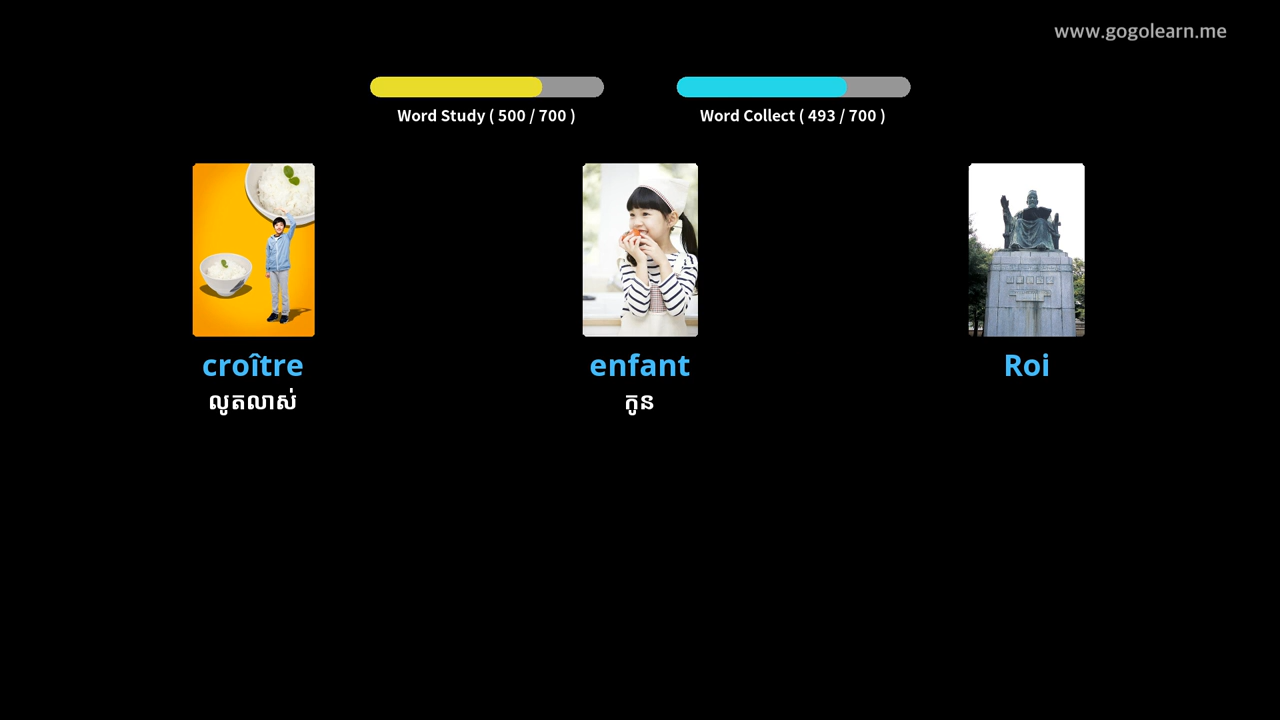 www.gogolearn.me
Word Study ( 500 / 700 )
Word Collect ( 493 / 700 )
croître
enfant
Roi
លូតលាស់
កូន